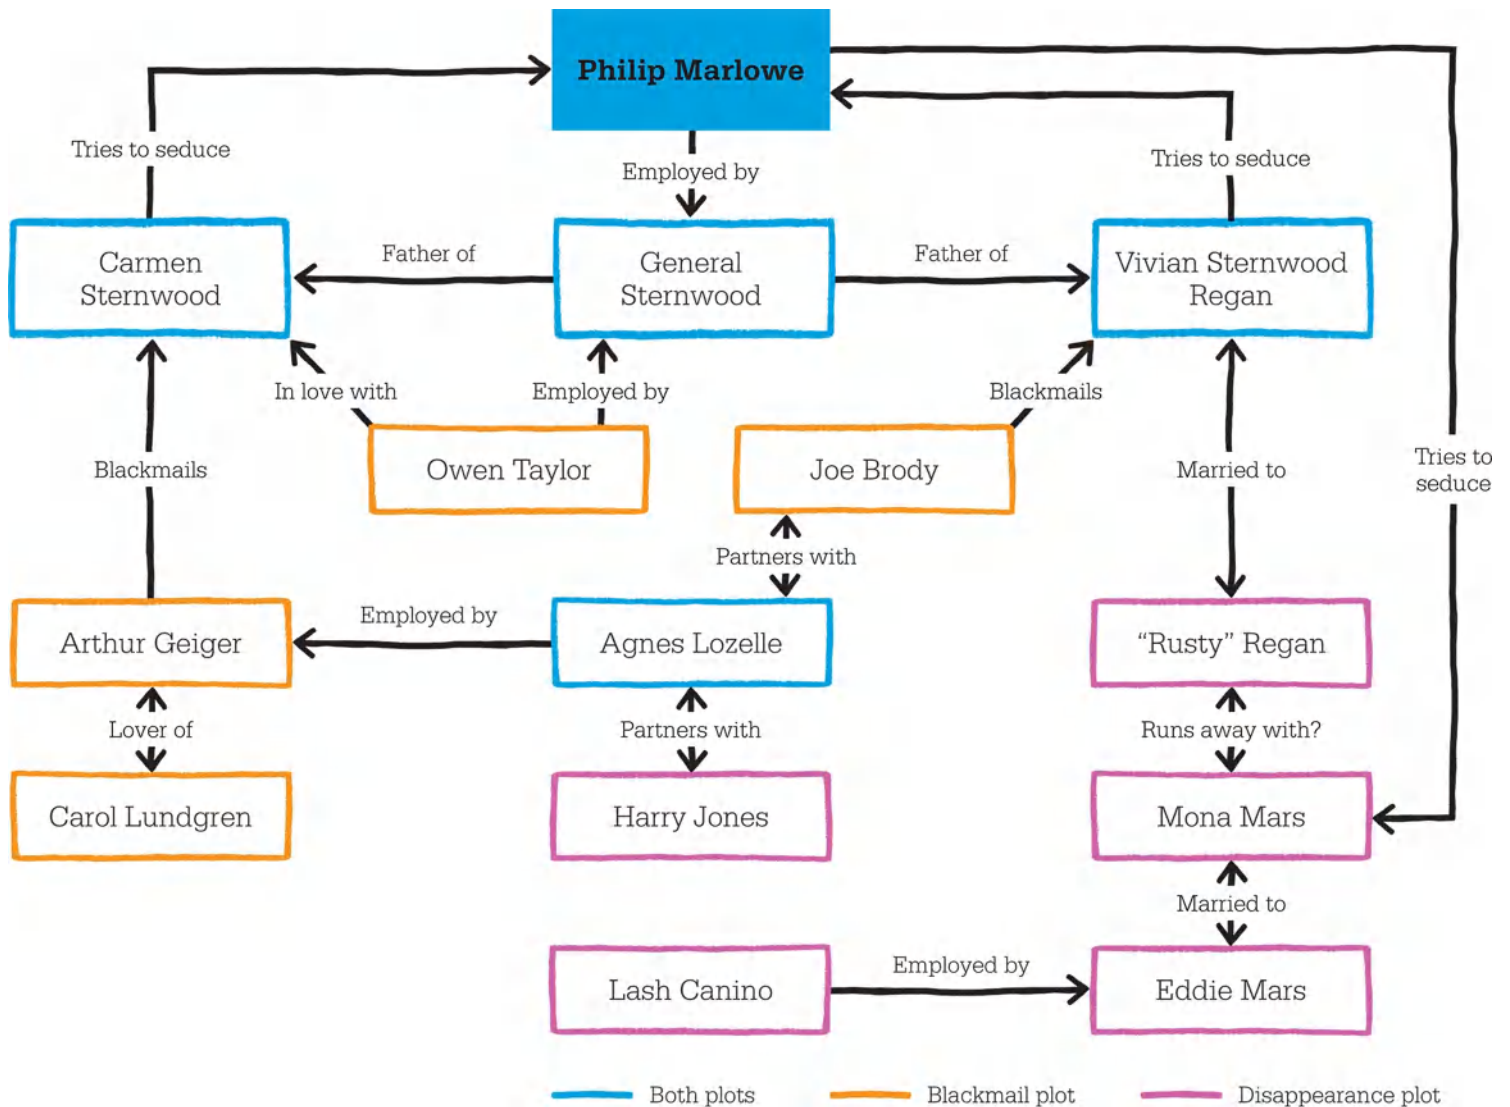 Philip Marlowe
Tries to seduce
Employed by
Tries to seduce
Carmen
Sternwood
Father of
General
Sternwood
Father of
Vivian Sternwood
Regan
In love with
Employed by
Blackmails
Blackmails
Owen Taylor
Joe Brody
Married to
Tries to
seduce
Partners with
Arthur Geiger
Employed by
Agnes Lozelle
“Rusty” Regan
Lover of
Partners with
Runs away with?
Carol Lundgren
Harry Jones
Mona Mars
Married to
Lash Canino
Employed by
Eddie Mars
Both plots
Blackmail plot
Disappearance plot